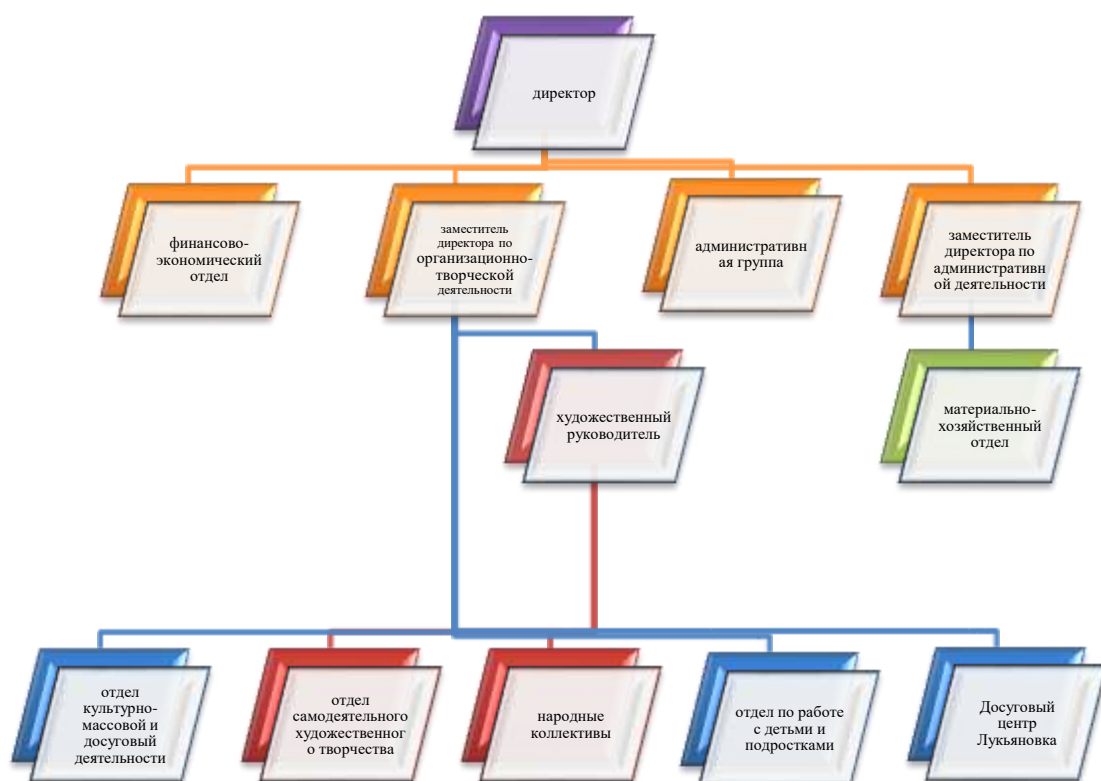 директор
финансово-
экономический
отдел
заместитель
директора по
организационно-
творческой
деятельности
административн
ая группа
заместитель
директора по
административн
ой деятельности
художественный
руководитель
материально-
хозяйственный
отдел
отдел
культурно-
массовой и
досуговый
деятельности
отдел
самодеятельного
художественног
о творчества
народные
коллективы
отдел по работе
с детьми и
подростками
Досуговый
центр
Лукьяновка